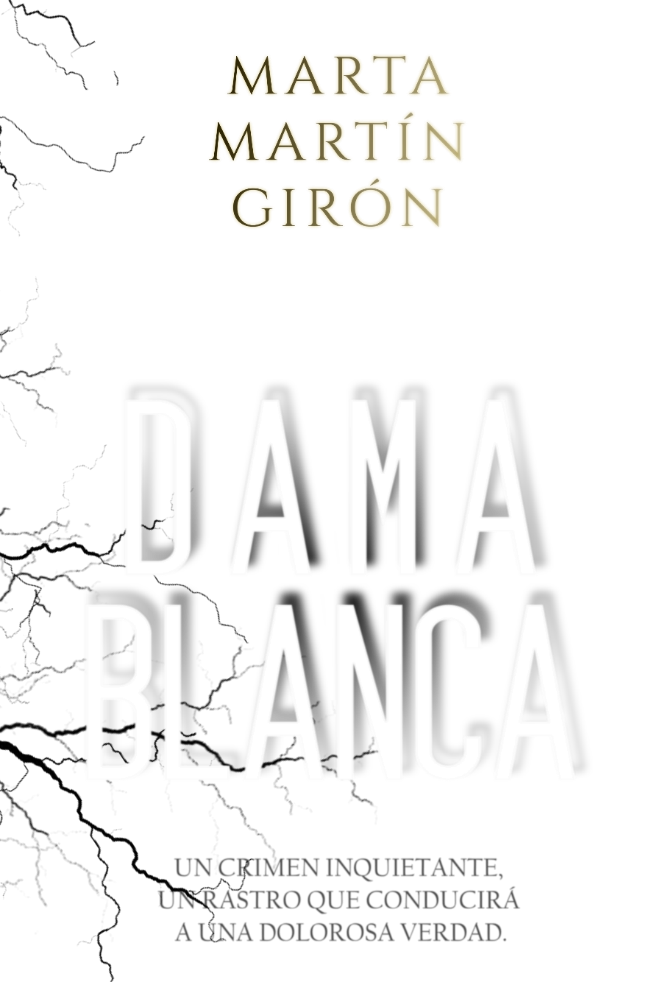 MARTA
MARTÍN
GIRÓN
DAMA
BLANCA
UN CRIMEN INQUIETANTE,
UN RASTRO QUE CONDUCIRÁ
A UNA DOLOROSA VERDAD.